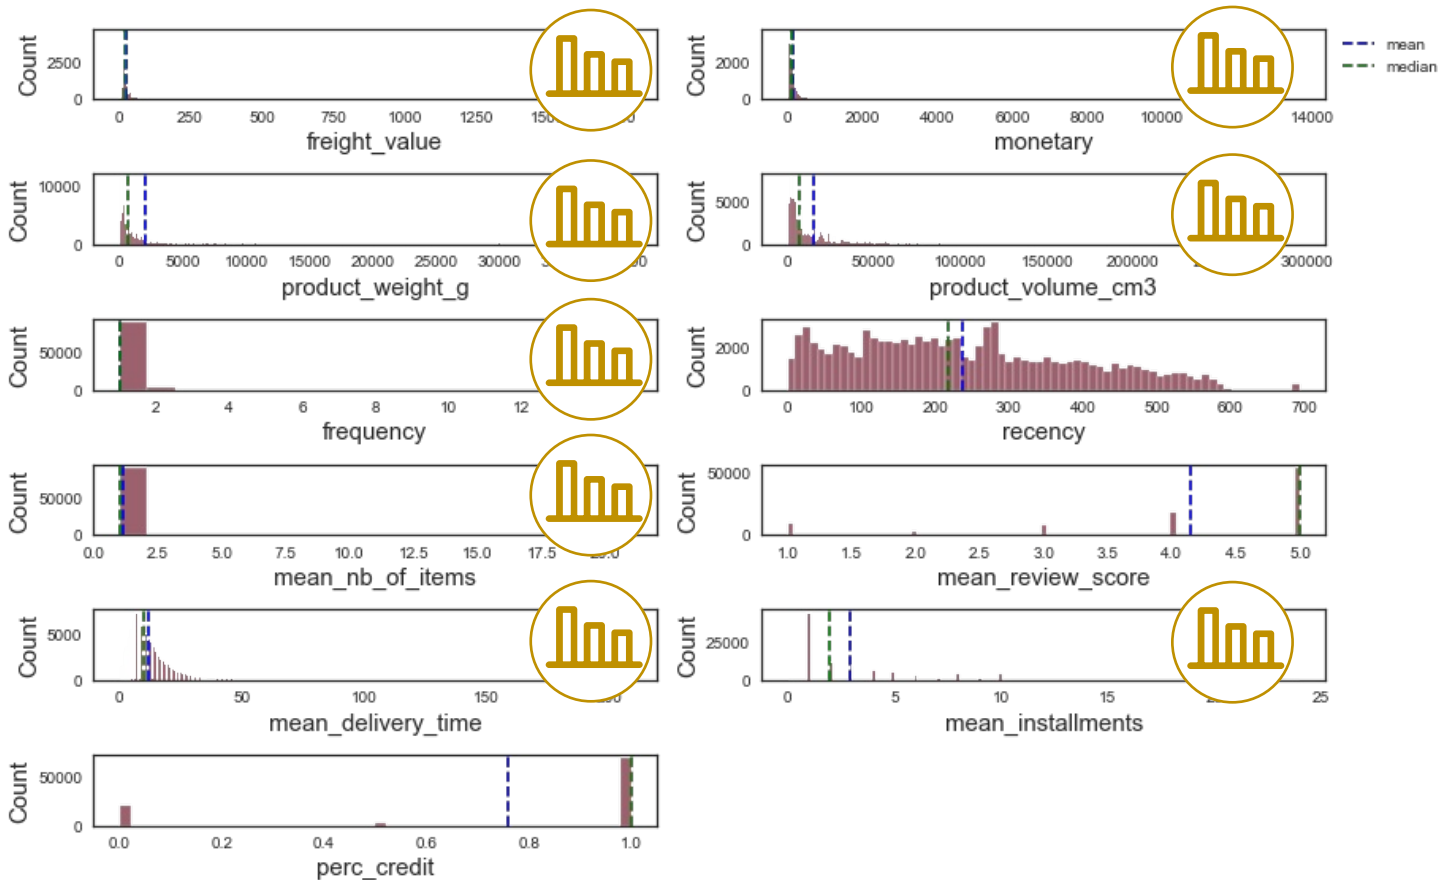 Count
2500
0
0 250 500 750 1000 1250
freight_value
Count
2000
0
0 2000 4000 6000 8000 10000 14000
monetary
mean
median
Count
10000
0
0 5000 10000 15000 20000 25000 30000
product_weight_g
Count
5000
0
0 50000 100000 150000 200000 300000
product_volume_cm3
Count
50000
0
2 4 6 8 10 12
frequency
Count
2000
0
0 100 200 300 400 500 600 700
recency
Count
50000
0
0.0 2.5 5.0 7.5 10.0 12.5 15.0 17.5
mean_nb_of_items
Count
50000
0
1.0 1.5 2.0 2.5 3.0 3.5 4.0 4.5 5.0
mean_review_score
Count
5000
0
0 50 100 150
mean_delivery_time
Count
25000
0
0 5 10 15 25
mean_installments
Count
50000
0
0.0 0.2 0.4 0.6 0.8 1.0
perc_credit